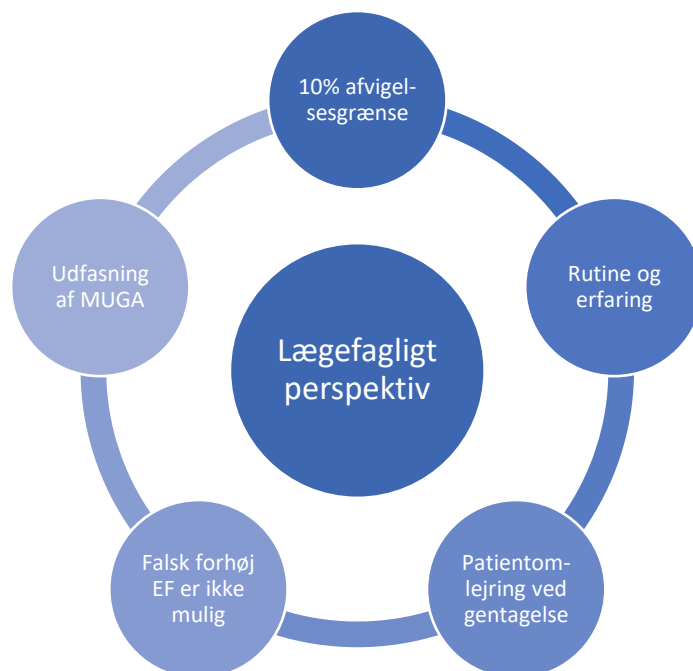 10% afvigel-
sesgrænse
Rutine og
erfaring
Patientom-
lejring ved
gentagelse
Falsk forhøj
EF er ikke
mulig
Udfasning
af MUGA
Lægefagligt
perspektiv